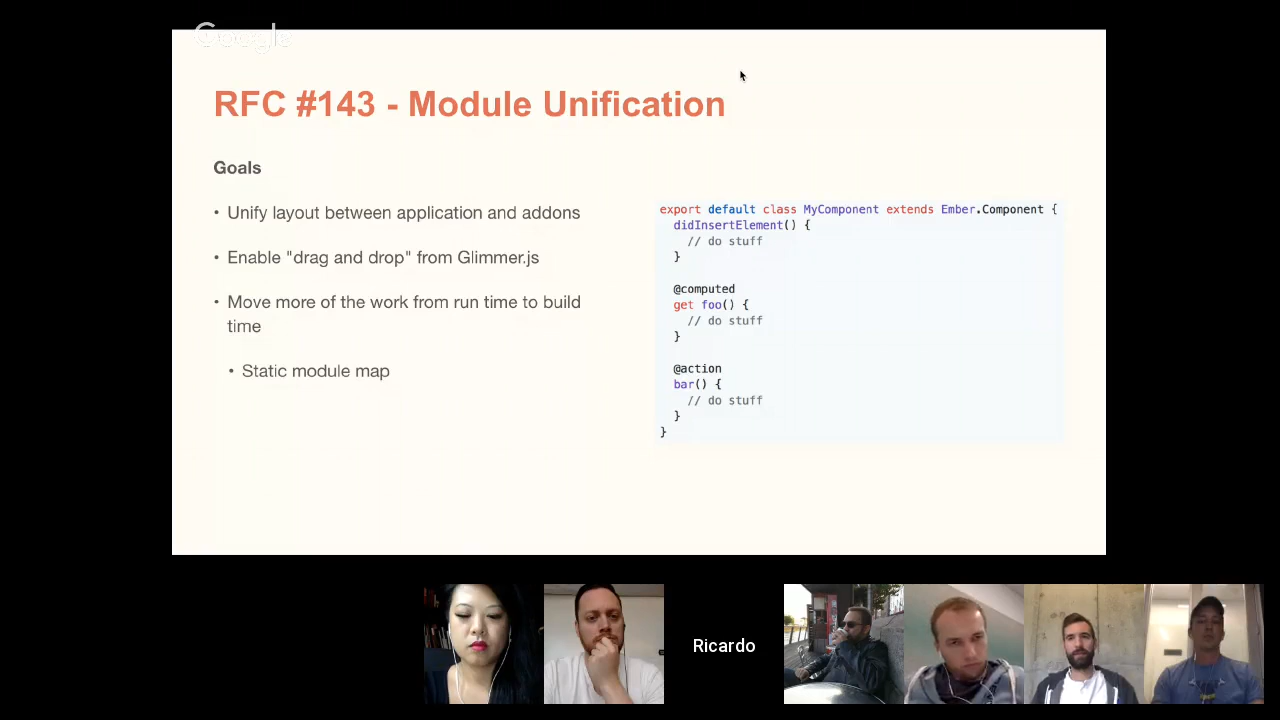 Google
RFC #143 - Module Unification
Goals
• Unify layout between application and addons
• Enable "drag and drop" from Glimmer.js
• Move more of the work from run time to build
time
• Static module map
export default class MyComponent extends Ember.Component {
didInsertElement() {
// do stuff
}
@computed
get foo() {
// do stuff
}
@action
bar() {
// do stuff
}
}
Ricardo